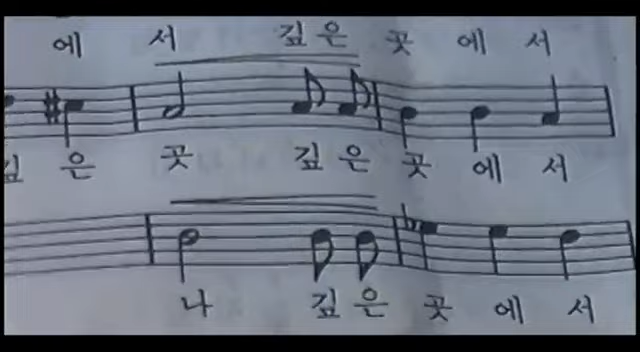 에 서 깊 은 곳 에 서
깊 은 곳 깊 은 곳 에 서
나 깊 은 곳 에 서